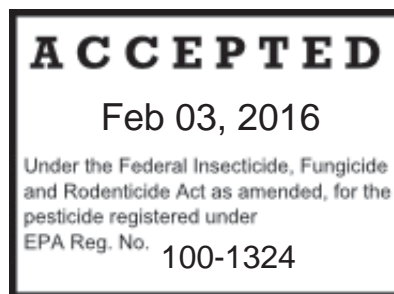 ACCEPTED
Feb 03, 2016
Under the Federal Insecticide, Fungicide
and Rodenticide Act as amended, for the
pesticide registered under
EPA Reg. No. 100-1324